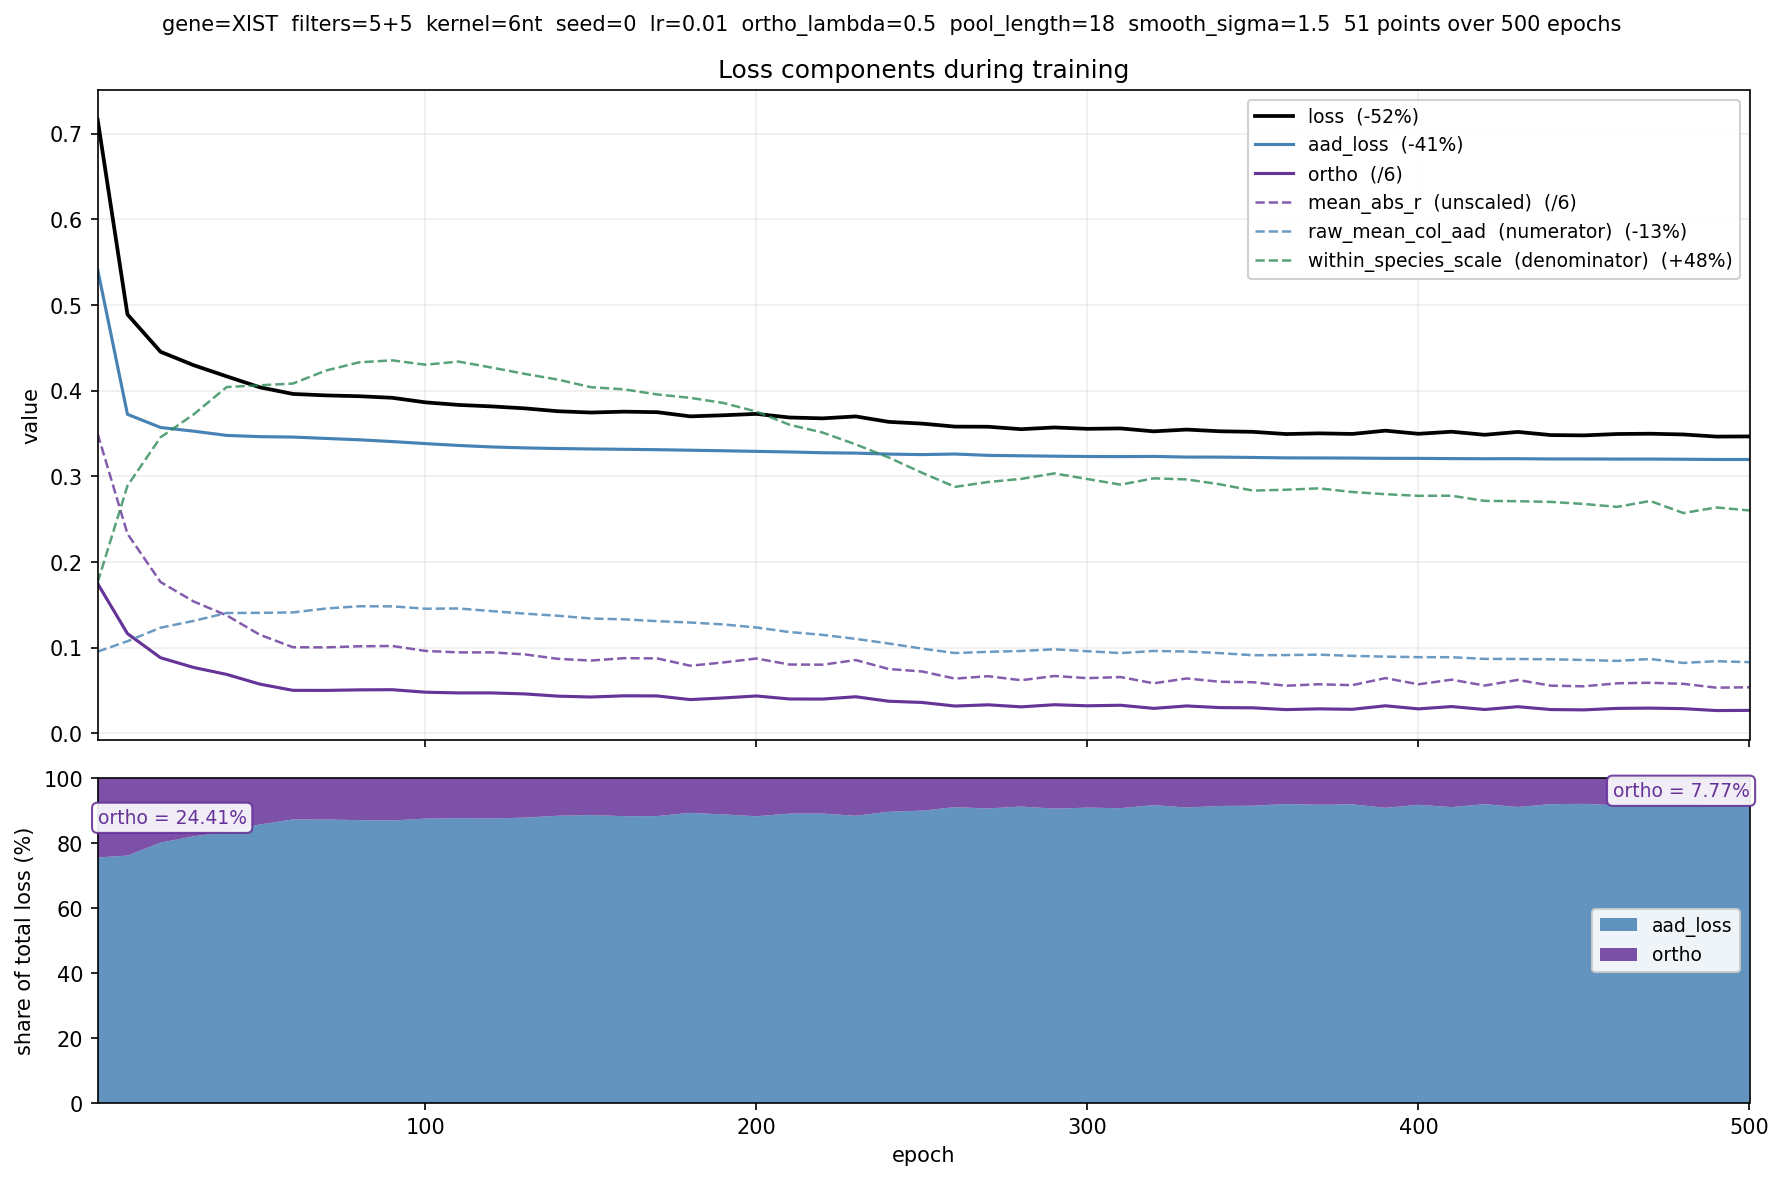 gene=XIST  filters=5+5  kernel=6nt  seed=0  lr=0.01  ortho_lambda=0.5  pool_length=18  smooth_sigma=1.5  51 points over 500 epochs
Loss components during training
loss  (-52%)
aad_loss  (-41%)
ortho  (/6)
mean_abs_r  (unscaled)  (/6)
raw_mean_col_aad  (numerator)  (-13%)
within_species_scale  (denominator)  (+48%)
value
0.7
0.6
0.5
0.4
0.3
0.2
0.1
0.0
share of total loss (%)
100
80
60
40
20
0
ortho = 24.41%
ortho = 7.77%
aad_loss
ortho
100
200
300
400
500
epoch